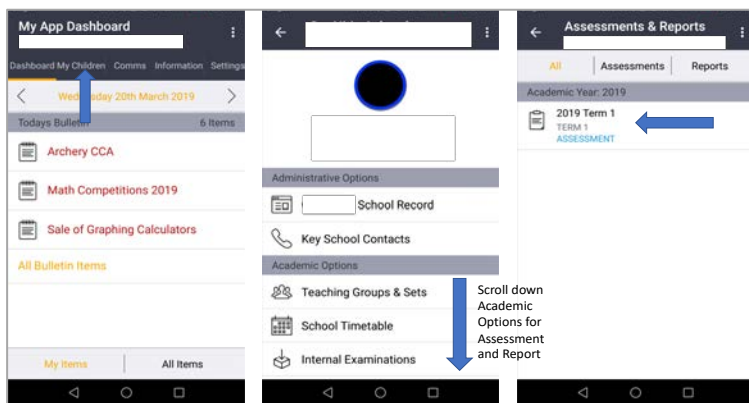 My App Dashboard
Dashboard My Children Comms Information Settings
Wednesday 20th March 2019
Todays Bulletin 6 Items
Archery CCA
Math Competitions 2019
Sale of Graphing Calculators
All Bulletin Items
My Items All Items
Administrative Options
School Record
Key School Contacts
Academic Options
Teaching Groups & Sets
School Timetable
Internal Examinations
Scroll down
Academic
Options for
Assessment
and Report
Assessments & Reports
All Assessments Reports
Academic Year: 2019
2019 Term 1
TERM 1
ASSESSMENT